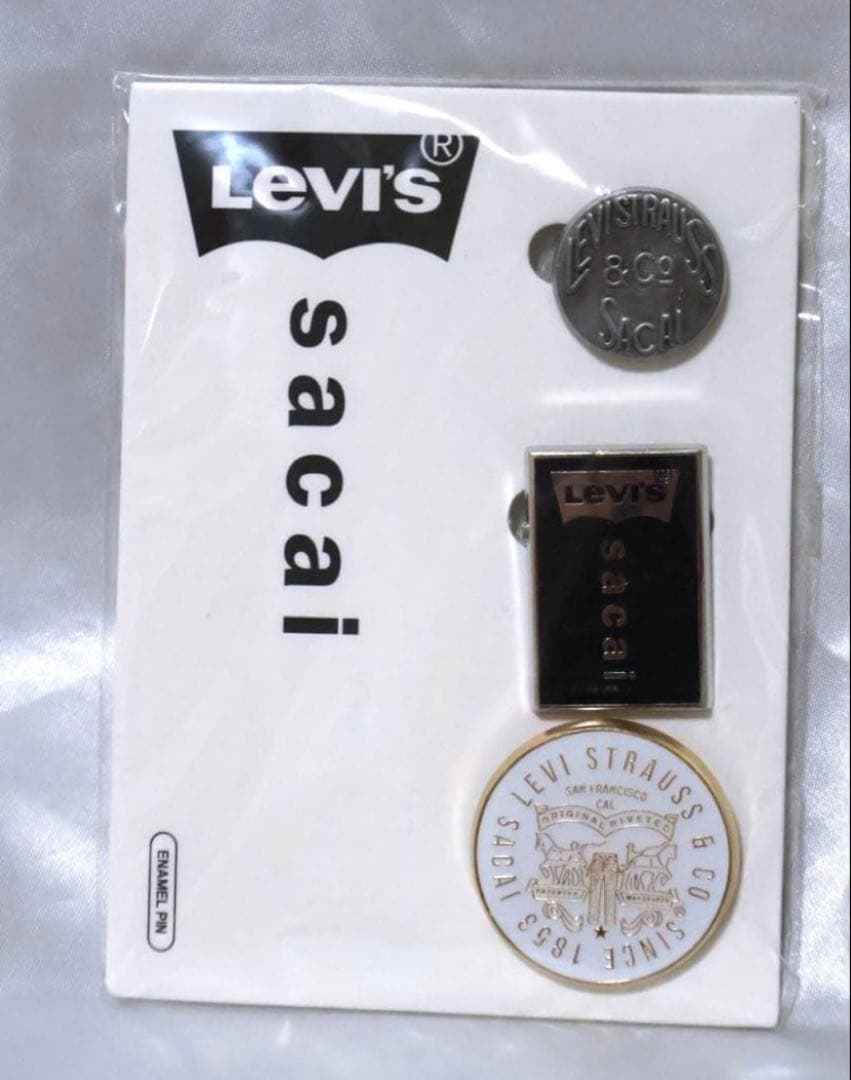 Levi's®
sacai
LEVI STRAUSS
& Co
SACAI
Levi's®
sacai
LEVI STRAUSS & CO SINCE 1853 SACAI
SAN FRANCISCO
CAL
ORIGINAL RIVETED
PATENTED
ENAMEL PIN